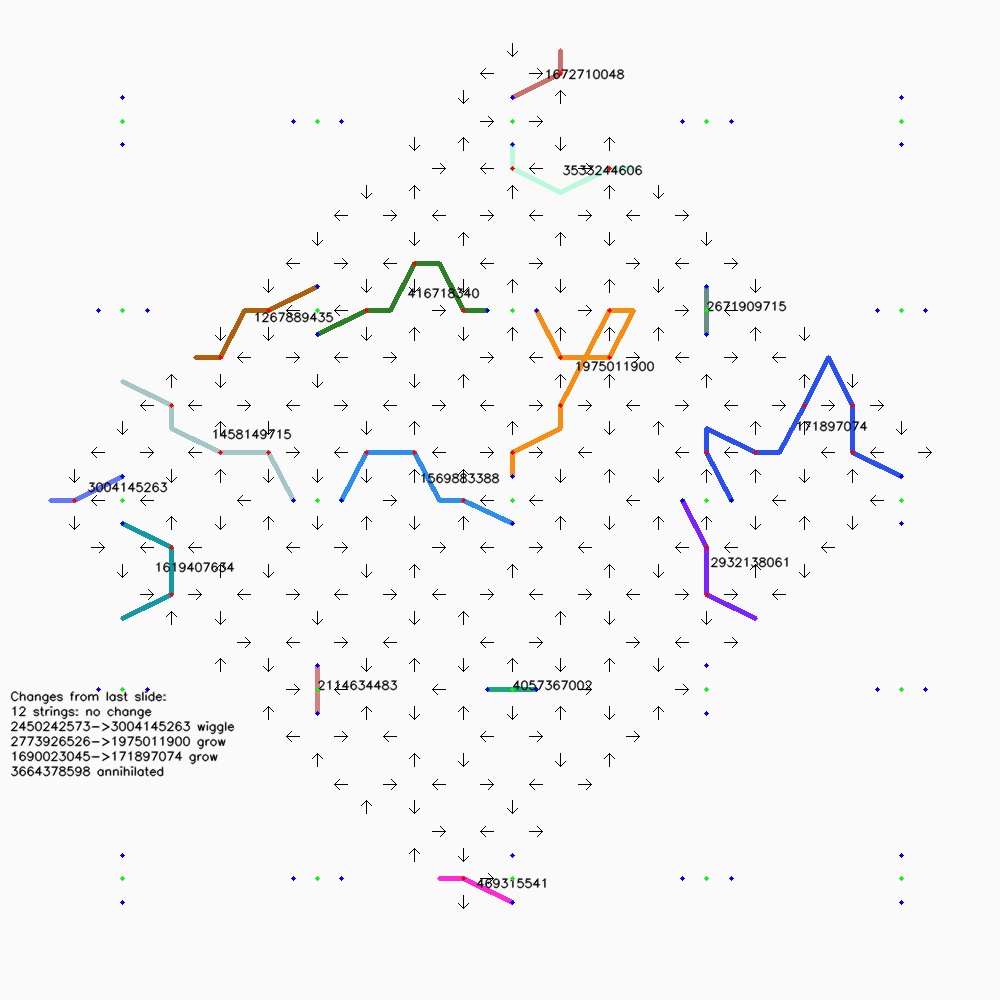 1672710048
3533244606
416718340
2671909715
1267889435
1975011900
171897074
1458149715
1569883388
3004145263
2932138061
1619407634
2114634483
4057367002
Changes from last slide:
12 strings: no change
2450242573->3004145263 wiggle
2773926526->1975011900 grow
1690023045->171897074 grow
3664378598 annihilated
469315541